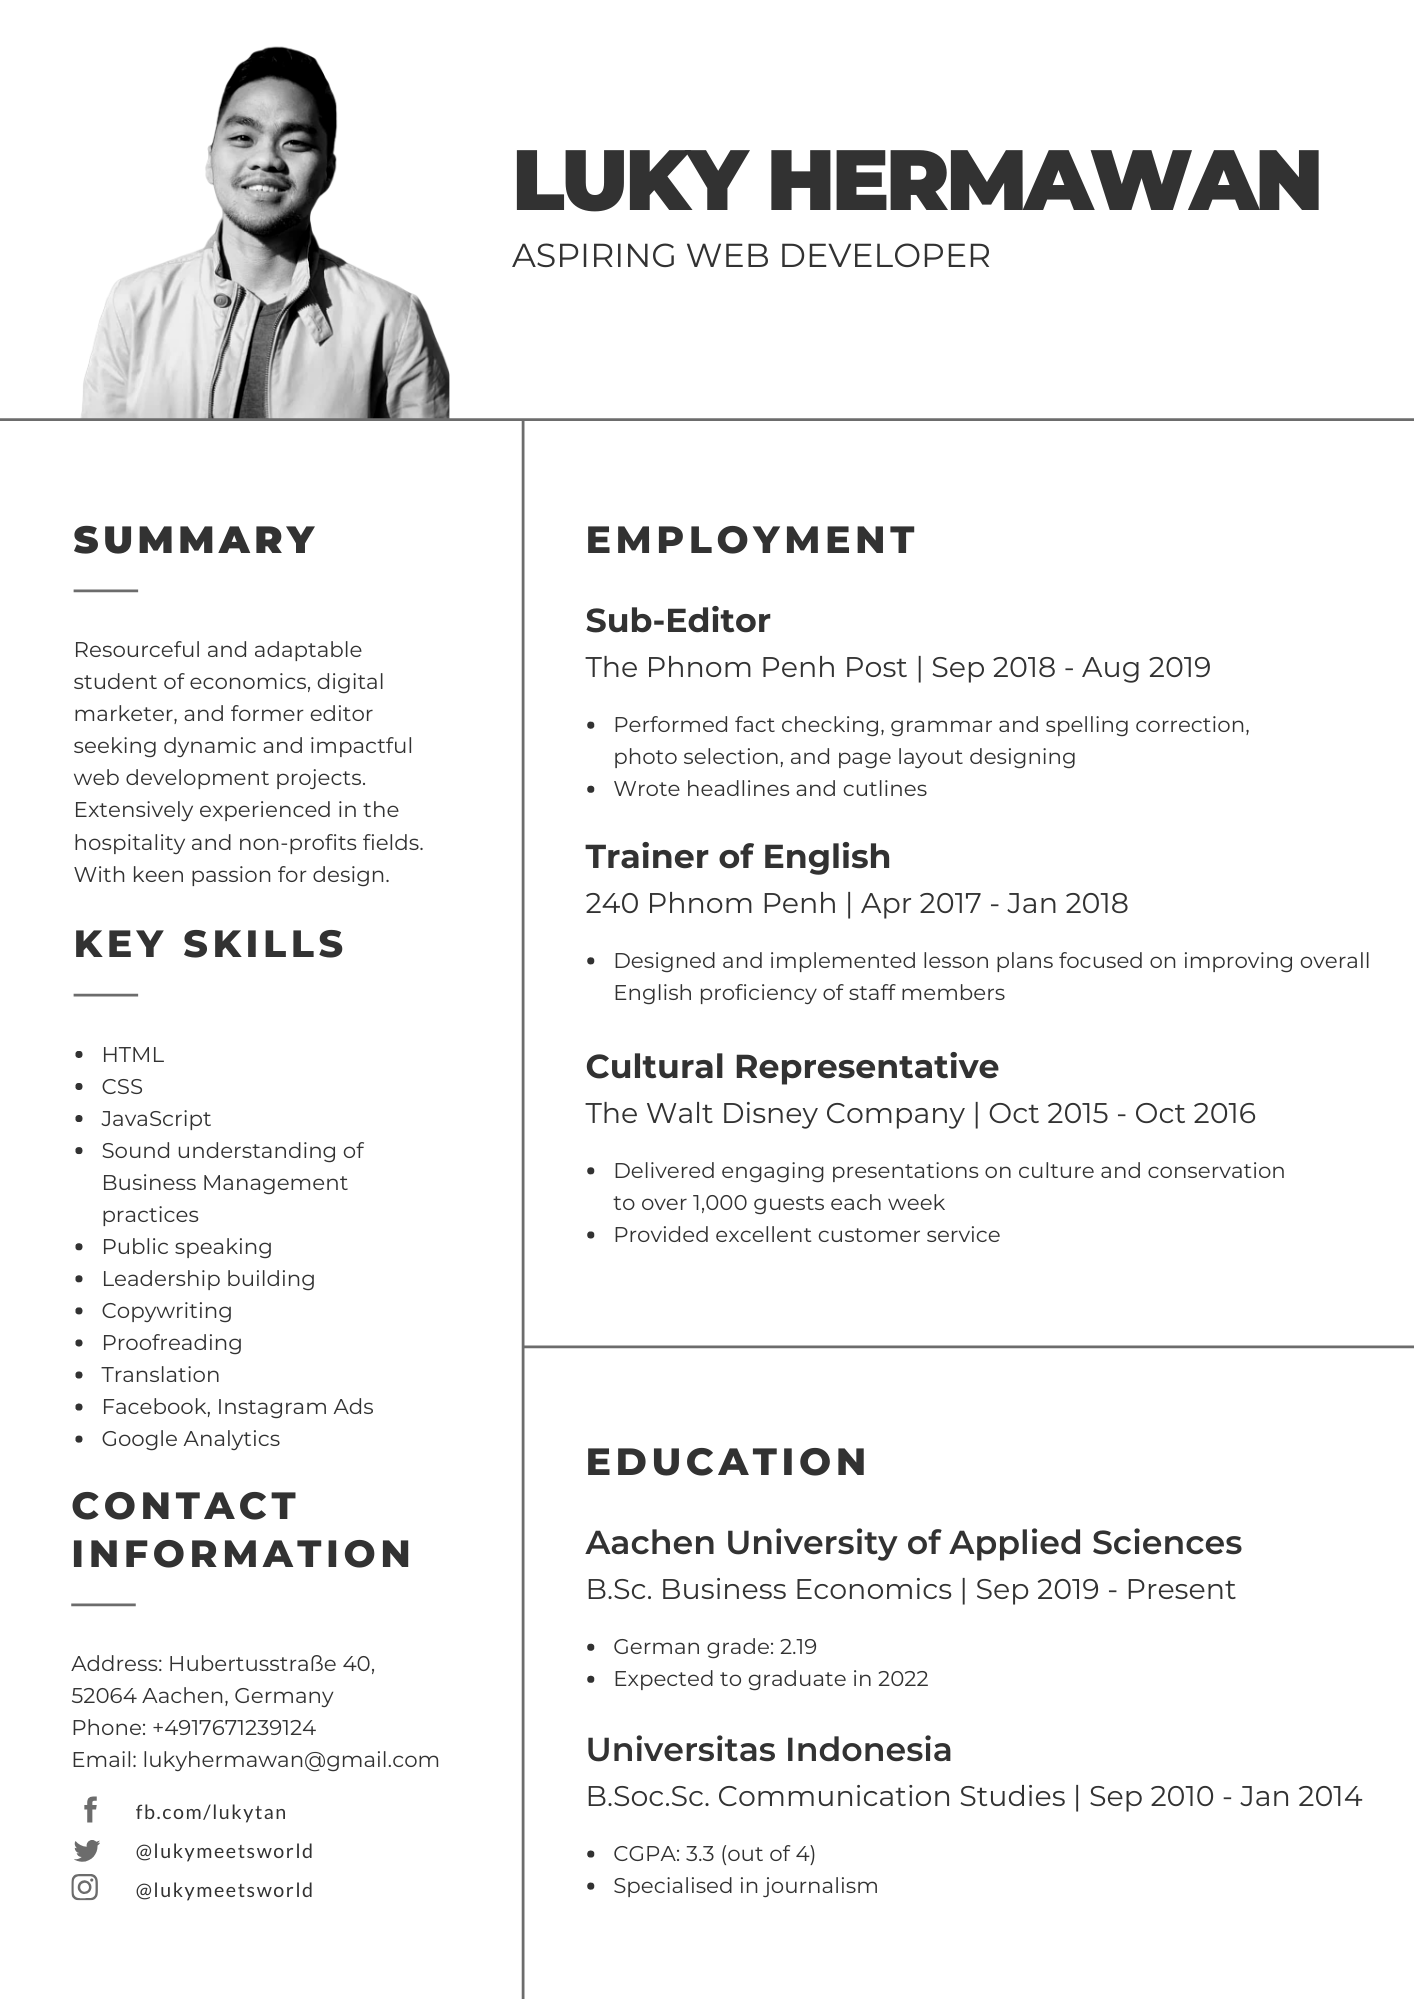 LUKY HERMAWAN
ASPIRING WEB DEVELOPER
SUMMARY
Resourceful and adaptable
student of economics, digital
marketer, and former editor
seeking dynamic and impactful
web development projects.
Extensively experienced in the
hospitality and non-profits fields.
With keen passion for design.
KEY SKILLS
• HTML
• CSS
• JavaScript
• Sound understanding of
Business Management
practices
• Public speaking
• Leadership building
• Copywriting
• Proofreading
• Translation
• Facebook, Instagram Ads
• Google Analytics
CONTACT
INFORMATION
Address: Hubertusstraße 40,
52064 Aachen, Germany
Phone: +4917671239124
Email: lukyhermawan@gmail.com
fb.com/lukytan
@lukymeetsworld
@lukymeetsworld
EMPLOYMENT
Sub-Editor
The Phnom Penh Post | Sep 2018 - Aug 2019
• Performed fact checking, grammar and spelling correction,
photo selection, and page layout designing
• Wrote headlines and cutlines
Trainer of English
240 Phnom Penh | Apr 2017 - Jan 2018
• Designed and implemented lesson plans focused on improving overall
English proficiency of staff members
Cultural Representative
The Walt Disney Company | Oct 2015 - Oct 2016
• Delivered engaging presentations on culture and conservation
to over 1,000 guests each week
• Provided excellent customer service
EDUCATION
Aachen University of Applied Sciences
B.Sc. Business Economics | Sep 2019 - Present
• German grade: 2.19
• Expected to graduate in 2022
Universitas Indonesia
B.Soc.Sc. Communication Studies | Sep 2010 - Jan 2014
• CGPA: 3.3 (out of 4)
• Specialised in journalism